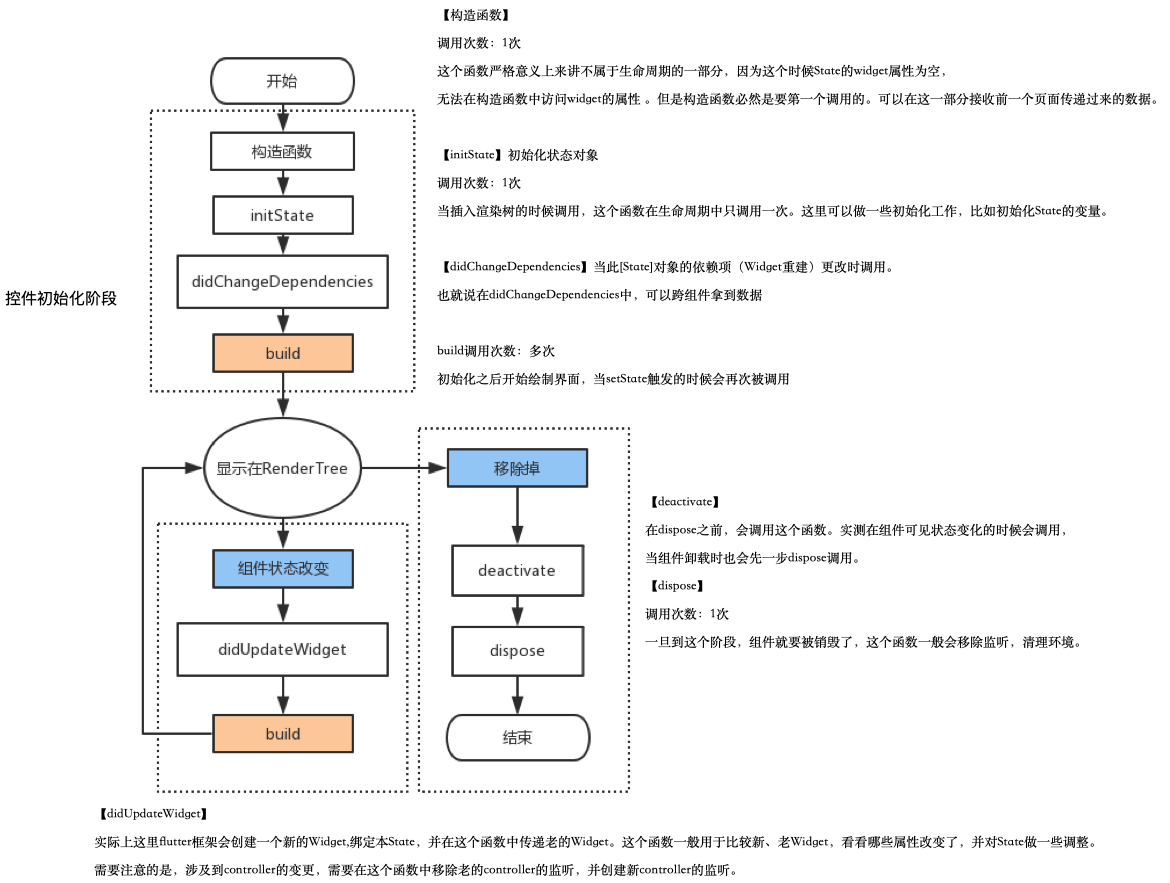 【构造函数】
调用次数：1次
这个函数严格意义上来讲不属于生命周期的一部分，因为这个时候State的widget属性为空，
无法在构造函数中访问widget的属性 。但是构造函数必然是要第一个调用的。可以在这一部分接收前一个页面传递过来的数据。
【initState】初始化状态对象
调用次数：1次
当插入渲染树的时候调用，这个函数在生命周期中只调用一次。这里可以做一些初始化工作，比如初始化State的变量。
【didChangeDependencies】当此[State]对象的依赖项（Widget重建）更改时调用。
也就说在didChangeDependencies中，可以跨组件拿到数据
build调用次数：多次
初始化之后开始绘制界面，当setState触发的时候会再次被调用
控件初始化阶段
开始
构造函数
initState
didChangeDependencies
build
显示在RenderTree
组件状态改变
didUpdateWidget
build
移除掉
deactivate
dispose
结束
【deactivate】
在dispose之前，会调用这个函数。实测在组件可见状态变化的时候会调用，
当组件卸载时也会先一步dispose调用。
【dispose】
调用次数：1次
一旦到这个阶段，组件就要被销毁了，这个函数一般会移除监听，清理环境。
【didUpdateWidget】
实际上这里flutter框架会创建一个新的Widget,绑定本State，并在这个函数中传递老的Widget。这个函数一般用于比较新、老Widget，看看哪些属性改变了，并对State做一些调整。
需要注意的是，涉及到controller的变更，需要在这个函数中移除老的controller的监听，并创建新controller的监听。